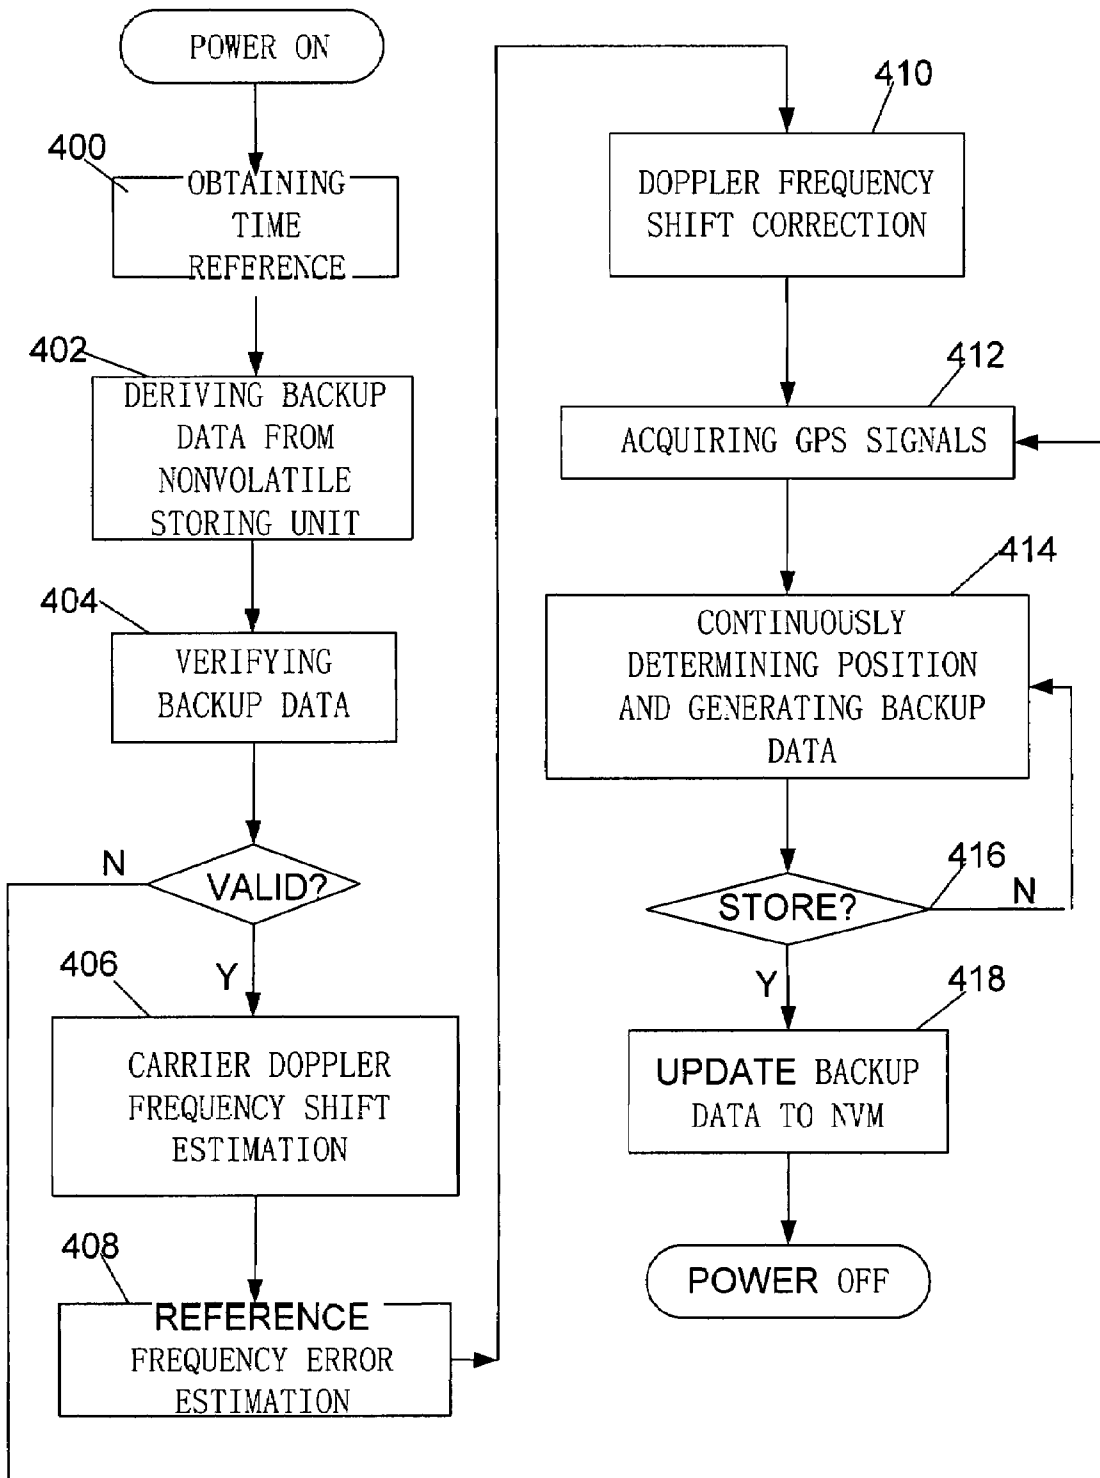 POWER ON
400
OBTAINING
TIME
REFERENCE
402
DERIVING BACKUP
DATA FROM
NONVOLATILE
STORING UNIT
404
VERIFYING
BACKUP DATA
N
VALID?
Y
406
CARRIER DOPPLER
FREQUENCY SHIFT
ESTIMATION
408
REFERENCE
FREQUENCY ERROR
ESTIMATION
410
DOPPLER FREQUENCY
SHIFT CORRECTION
412
ACQUIRING GPS SIGNALS
414
CONTINUOUSLY
DETERMINING POSITION
AND GENERATING BACKUP
DATA
416
STORE?
N
Y
418
UPDATE BACKUP
DATA TO NVM
POWER OFF